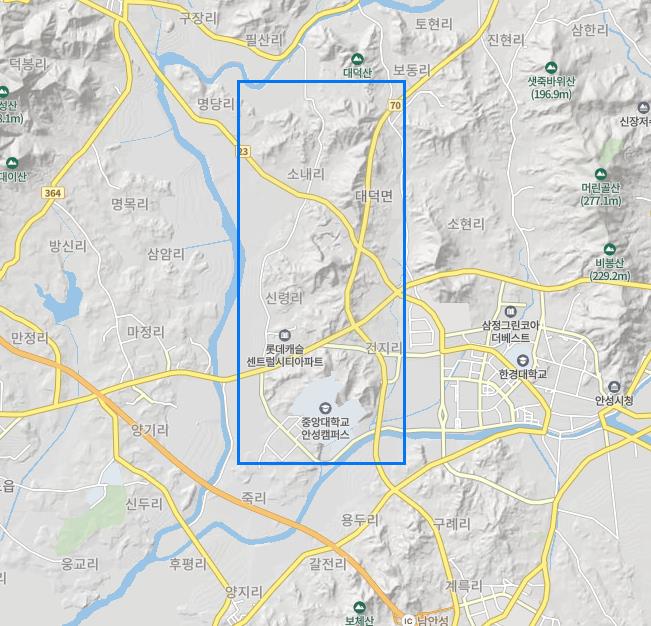 구장리
토현리
삼한리
필산리
진현리
덕봉리
대덕산
보동리
샛죽바위산
(196.9m)
명당리
70
23
대이산
소내리
머린골산
(277.1m)
364
대덕면
명목리
소현리
방신리
삼암리
비봉산
(229.2m)
신령리
만정리
마정리
삼정그린코아
더베스트
롯데캐슬
센트럴시티아파트
건지리
한경대학교
안성시청
중앙대학교
안성캠퍼스
양기리
죽리
신두리
용두리
구례리
웅교리
후평리
갈전리
양지리
계륵리
보체산
IC
남안성